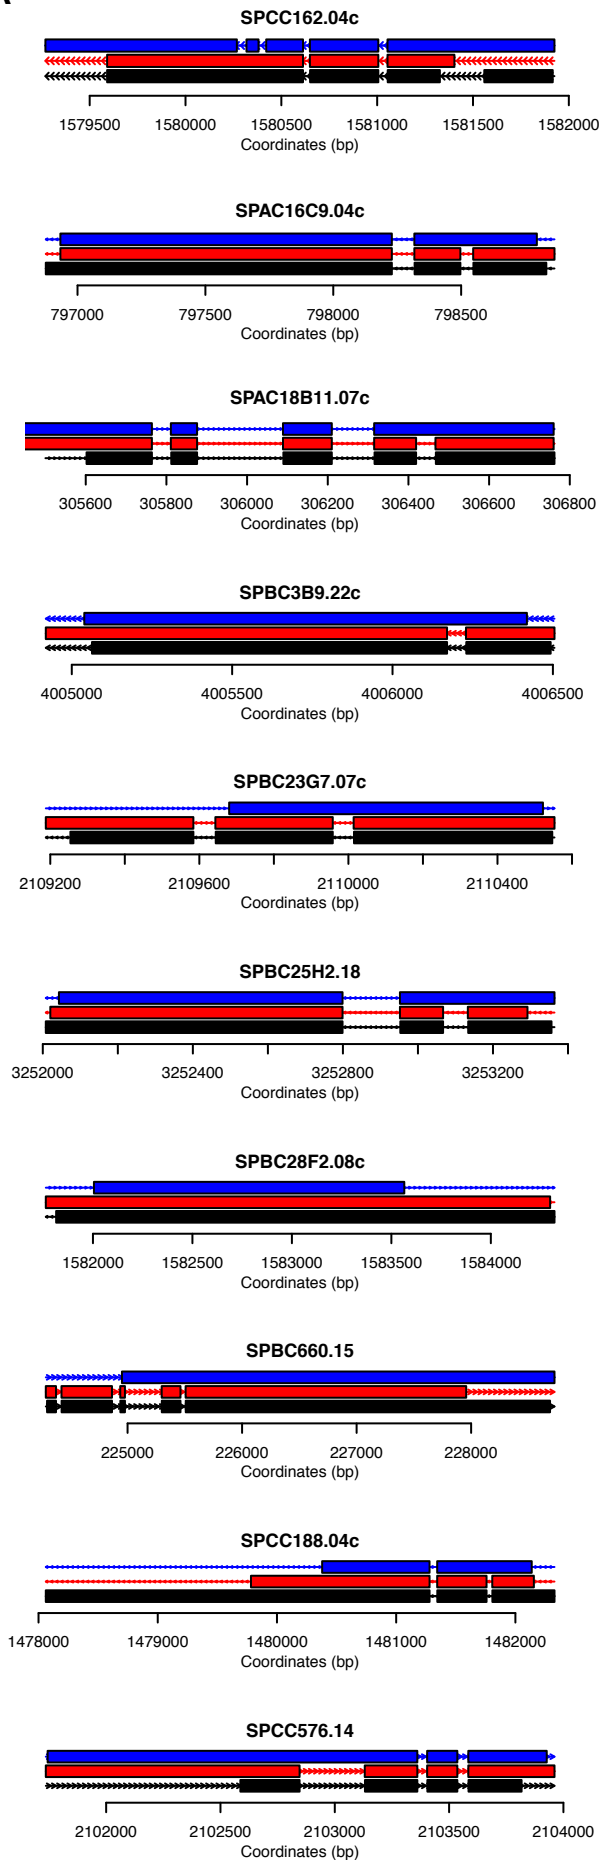 SPCC162.04c
1579500 1580000 1580500 1581000 1581500 1582000
Coordinates (bp)
SPAC16C9.04c
797000 797500 798000 798500
Coordinates (bp)
SPAC18B11.07c
305600 305800 306000 306200 306400 306600 306800
Coordinates (bp)
SPBC3B9.22c
4005000 4005500 4006000 4006500
Coordinates (bp)
SPBC23G7.07c
2109200 2109600 2110000 2110400
Coordinates (bp)
SPBC25H2.18
3252000 3252400 3252800 3253200
Coordinates (bp)
SPBC28F2.08c
1582000 1582500 1583000 1583500 1584000
Coordinates (bp)
SPBC660.15
225000 226000 227000 228000
Coordinates (bp)
SPCC188.04c
1478000 1479000 1480000 1481000 1482000
Coordinates (bp)
SPCC576.14
2102000 2102500 2103000 2103500 2104000
Coordinates (bp)